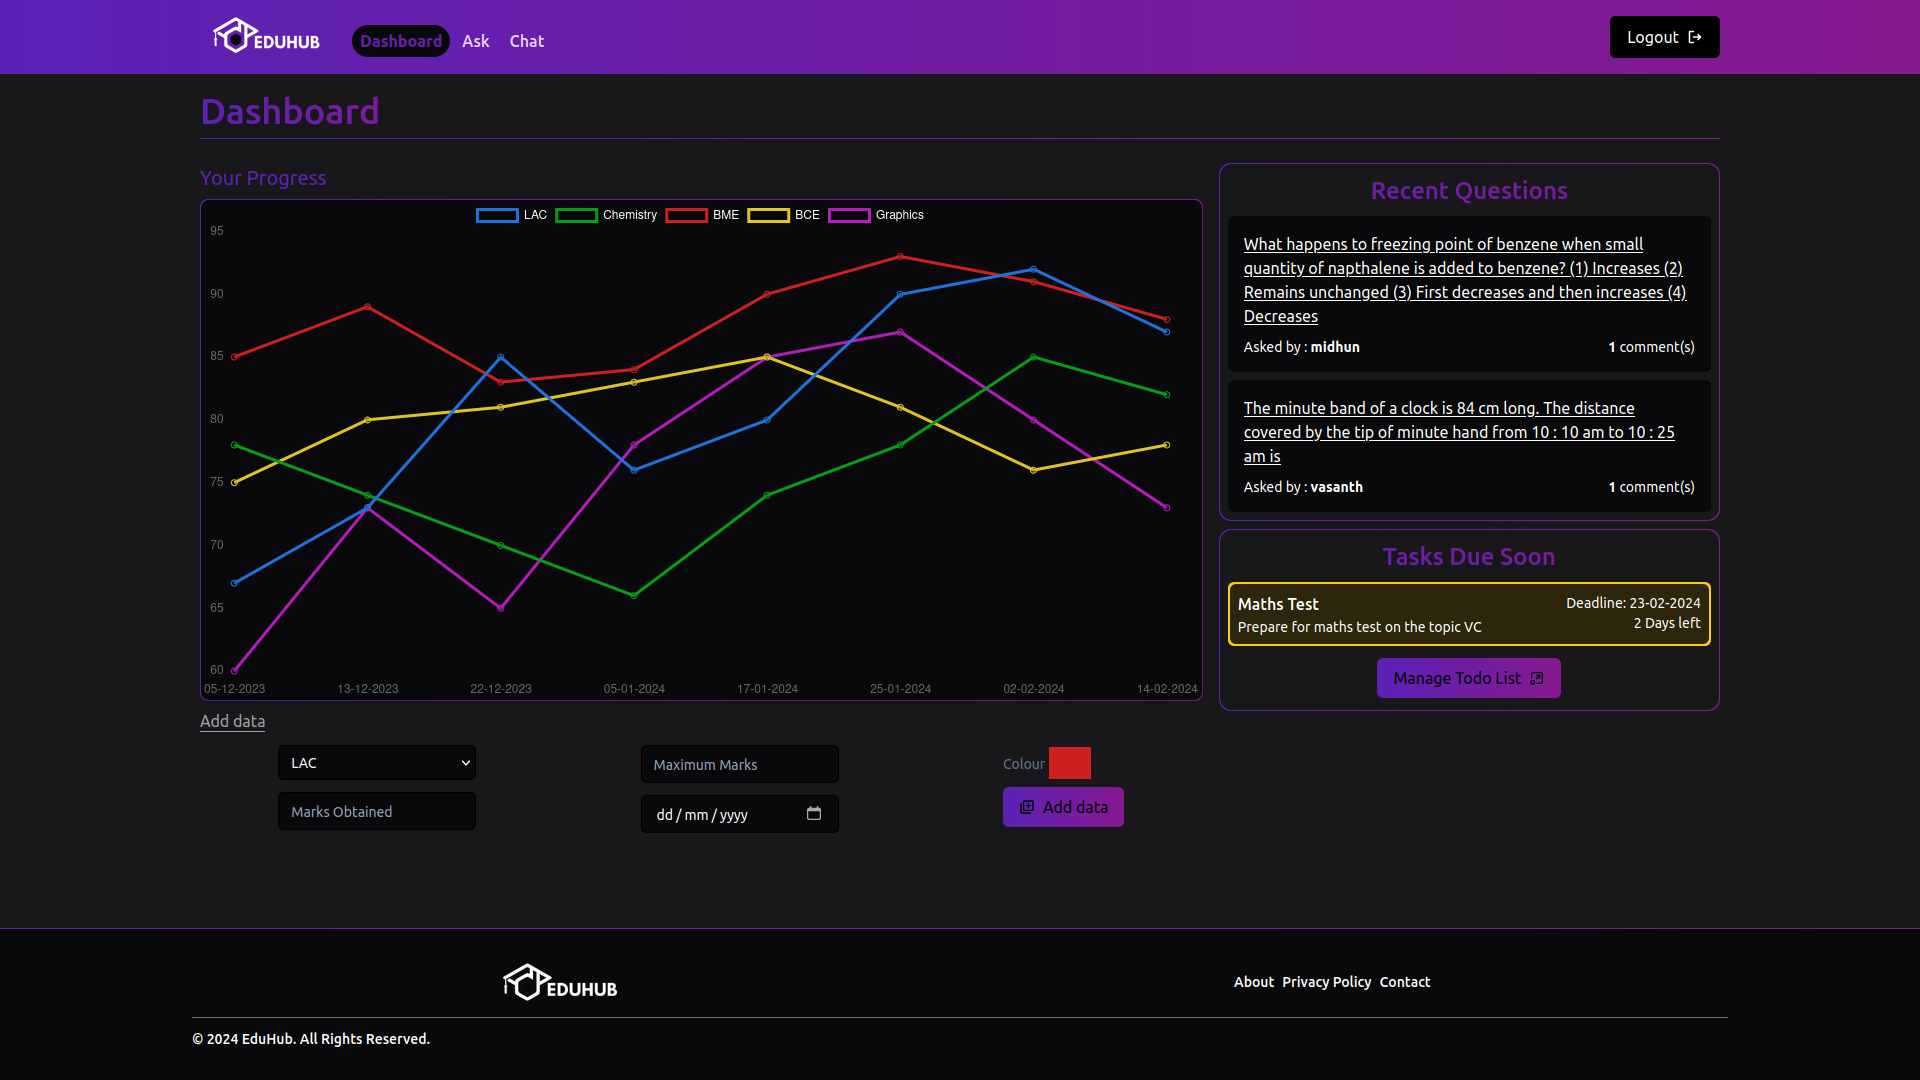 EDUHUB
Dashboard
Ask
Chat
Logout
Dashboard
Your Progress
LAC
Chemistry
BME
BCE
Graphics
95
90
85
80
75
70
65
60
05-12-2023
13-12-2023
22-12-2023
05-01-2024
17-01-2024
25-01-2024
02-02-2024
14-02-2024
Recent Questions
What happens to freezing point of benzene when small
quantity of napthalene is added to benzene? (1) Increases (2)
Remains unchanged (3) First decreases and then increases (4)
Decreases
Asked by : midhun
1 comment(s)
The minute band of a clock is 84 cm long. The distance
covered by the tip of minute hand from 10 : 10 am to 10 : 25
am is
Asked by : vasanth
1 comment(s)
Tasks Due Soon
Maths Test
Deadline: 23-02-2024
Prepare for maths test on the topic VC
2 Days left
Manage Todo List
Add data
LAC
Maximum Marks
Colour
Marks Obtained
dd / mm / yyyy
Add data
EDUHUB
About
Privacy Policy
Contact
© 2024 EduHub. All Rights Reserved.